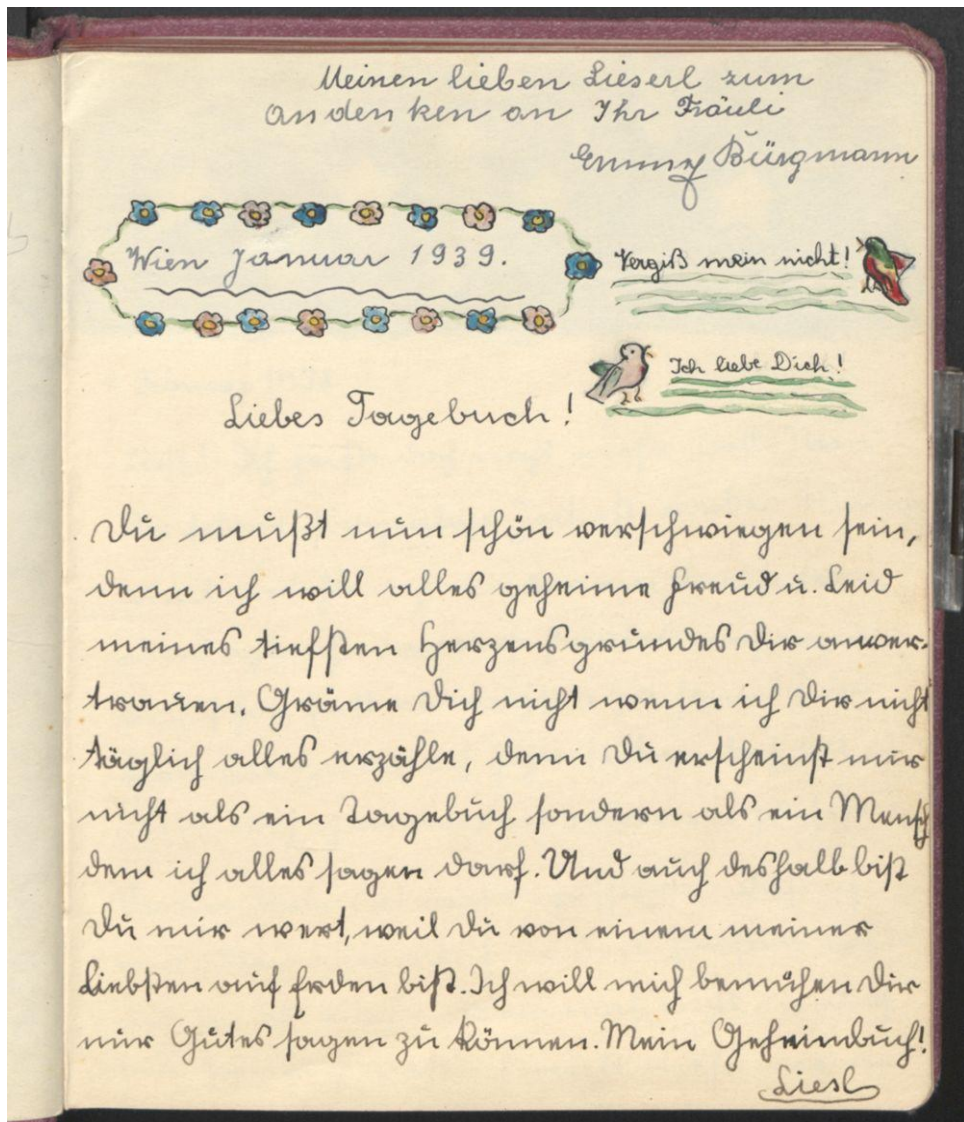 Meinen lieben Lieserl zum
Andenken an Ihr Fräuli
Emmy Bürgmann
Wien Januar 1939.
Vergiß mein nicht!
Ich liebe Dich!
Liebes Tagebuch!
Du mußt nun schön verschwiegen sein,
denn ich will alles geheime Freud u. Leid
meines tiefsten Herzensgrundes Dir anver-
trauen. Gräme Dich nicht wenn ich Dir nicht
täglich alles erzähle, denn Du erscheinst mir
nicht als ein Tagebuch sondern als ein Mensch
dem ich alles sagen darf. Und auch deshalb bist
Du mir wert, weil Du von einem meiner
Liebsten auf Erden bist. Ich will mich bemühen Dir
nur Gutes sagen zu können. Mein Geheimbuch!
Liesl